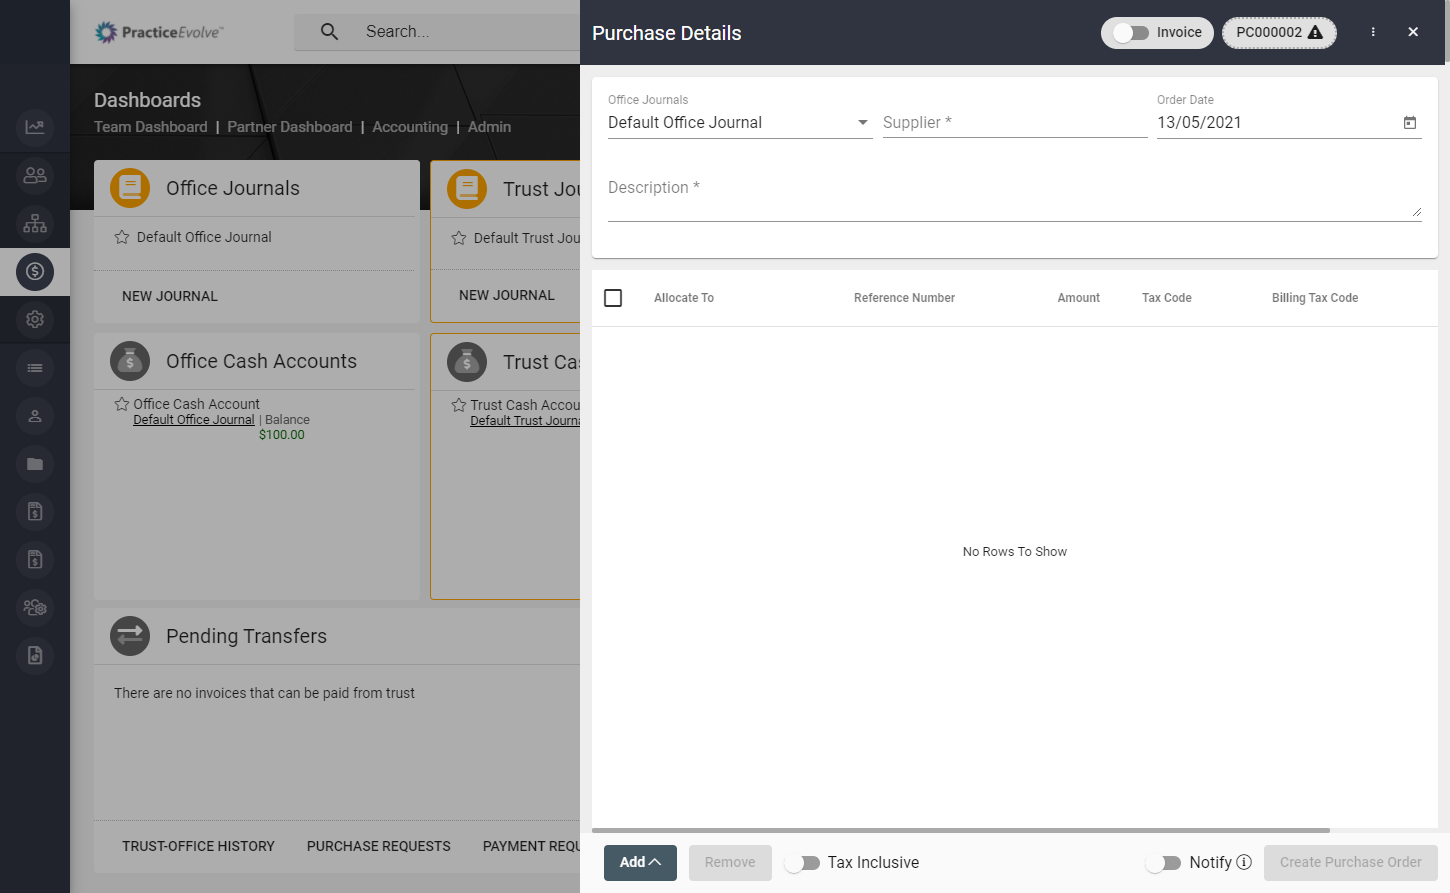 PracticeEvolve™
Search...
Dashboards
Team Dashboard | Partner Dashboard | Accounting | Admin
Office Journals
Default Office Journal
NEW JOURNAL
Trust Jou
Default Trust Jou
NEW JOURNAL
Office Cash Accounts
Office Cash Account
Default Office Journal | Balance
$100.00
Trust Ca
Trust Cash Accou
Default Trust Journa
Pending Transfers
There are no invoices that can be paid from trust
TRUST-OFFICE HISTORY PURCHASE REQUESTS PAYMENT REQU
Purchase Details
Invoice
PC000002
Office Journals
Default Office Journal
Supplier *
Order Date
13/05/2021
Description *
Allocate To Reference Number Amount Tax Code Billing Tax Code
No Rows To Show
Add Remove Tax Inclusive Notify Create Purchase Order